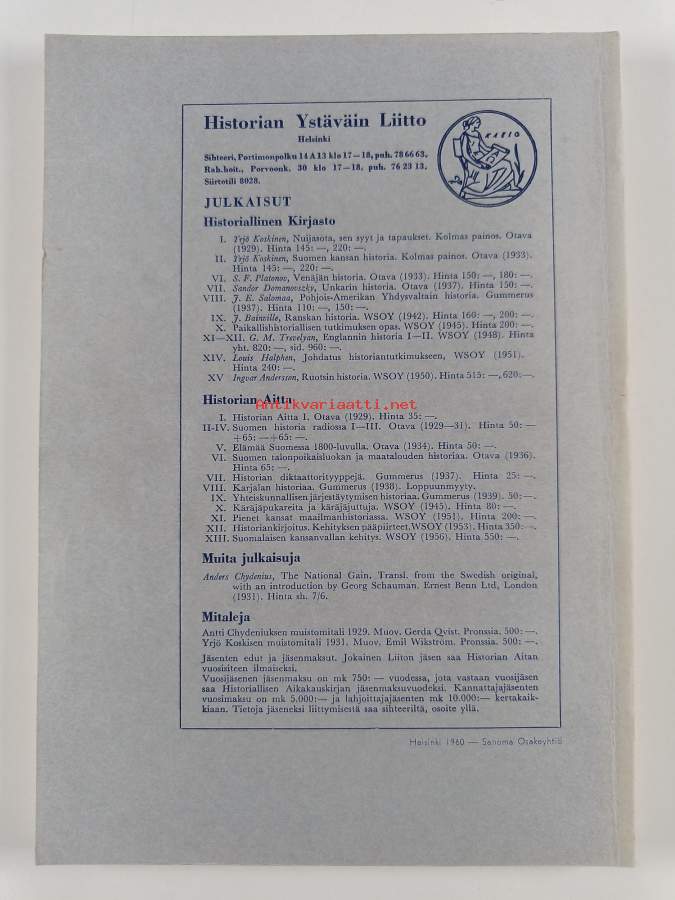 Historian Ystäväin Liitto
Helsinki
Sihteeri, Portimonpolku 14 A 13 klo 17—18, puh. 78 66 63,
Rah.hoit., Porvoonk. 30 klo 17—18, puh. 76 23 13,
Siirtotili 8028.
KLEIO
JULKAISUT
Historiallinen Kirjasto
I. Yrjö Koskinen, Nuijasota, sen syyt ja tapaukset. Kolmas painos. Otava
(1929). Hinta 145: —, 220: —.
II. Yrjö Koskinen, Suomen kansan historia. Kolmas painos. Otava (1933).
Hinta 145: —, 220: —.
VI. S. F. Platonov, Venäjän historia. Otava (1933). Hinta 150: —, 180: —.
VII. Sandor Domanovszky, Unkarin historia. Otava (1937). Hinta 150: —.
VIII. J. E. Salomaa, Pohjois-Amerikan Yhdysvaltain historia. Gummerus
(1937). Hinta 110: —, 150: —.
IX. J. Bainville, Ranskan historia. WSOY (1942). Hinta 160: —, 200: —.
X. Paikallishistoriallisen tutkimuksen opas. WSOY (1945). Hinta 200: —.
XI—XII. G. M. Trevelyan, Englannin historia I—II. WSOY (1948). Hinta
yht. 820: —, sid. 960: —.
XIV. Louis Halphen, Johdatus historiantutkimukseen, WSOY (1951).
Hinta 240: —.
XV Ingvar Andersson, Ruotsin historia. WSOY (1950). Hinta 515: —, 620:—.
Historian Aitta
Antikvariaatti.net
I. Historian Aitta I. Otava (1929). Hinta 35: —.
II-IV. Suomen historia radiossa I—III. Otava (1929—31). Hinta 50: —
+65: —+65: —.
V. Elämää Suomessa 1800-luvulla. Otava (1934). Hinta 50: —.
VI. Suomen talonpoikaisluokan ja maatalouden historiaa. Otava (1936).
Hinta 65: —.
VII. Historian diktaattorityyppejä. Gummerus (1937). Hinta 25: —.
VIII. Karjalan historiaa. Gummerus (1938). Loppuunmyyty.
IX. Yhteiskunnallisen järjestäytymisen historiaa. Gummerus (1939). 50: —.
X. Käräjäpukareita ja käräjäjuttuja. WSOY (1945). Hinta 80: —.
XI. Pienet kansat maailmanhistoriassa. WSOY (1951). Hinta 200: —.
XII. Historiankirjoitus. Kehityksen pääpiirteet. WSOY (1953). Hinta 350: —.
XIII. Suomalaisen kansanvallan kehitys. WSOY (1956). Hinta 550: —.
Muita julkaisuja
Anders Chydenius, The National Gain. Transl. from the Swedish original,
with an introduction by Georg Schauman. Ernest Benn Ltd, London
(1931). Hinta sh. 7/6.
Mitaleja
Antti Chydeniuksen muistomitali 1929. Muov. Gerda Qvist. Pronssia. 500: —.
Yrjö Koskisen muistomitali 1931. Muov. Emil Wikström. Pronssia. 500: —.
Jäsenten edut ja jäsenmaksut. Jokainen Liiton jäsen saa Historian Aitan
vuosisiteen ilmaiseksi.
Vuosijäsenen jäsenmaksu on mk 750: — vuodessa, jota vastaan vuosijäsen
saa Historiallisen Aikakauskirjan jäsenmaksuvuodeksi. Kannattajajäsenten
vuosimaksu on mk 5.000:— ja lahjoittajajäsenten mk 10.000:— kertakaik-
kiaan. Tietoja jäseneksi liittymisestä saa sihteeriltä, osoite yllä.
Helsinki 1960 — Sanoma Osakeyhtiö